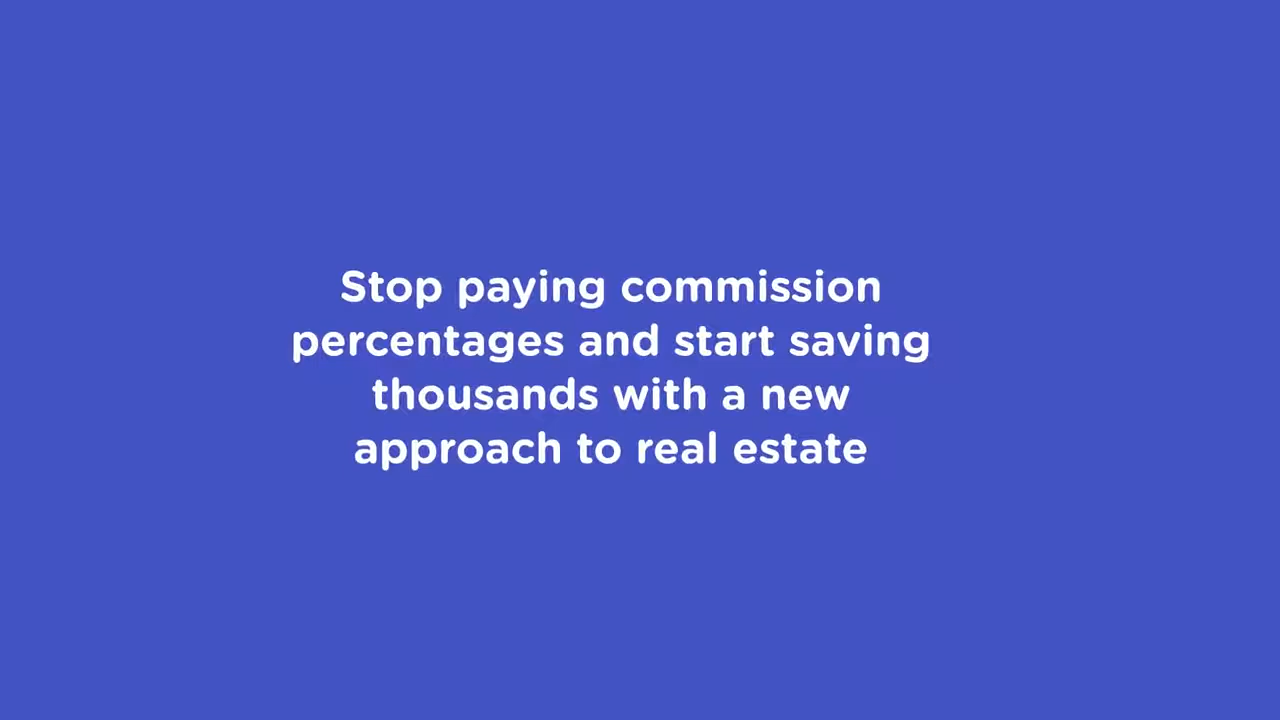 Stop paying commission
percentages and start saving
thousands with a new
approach to real estate